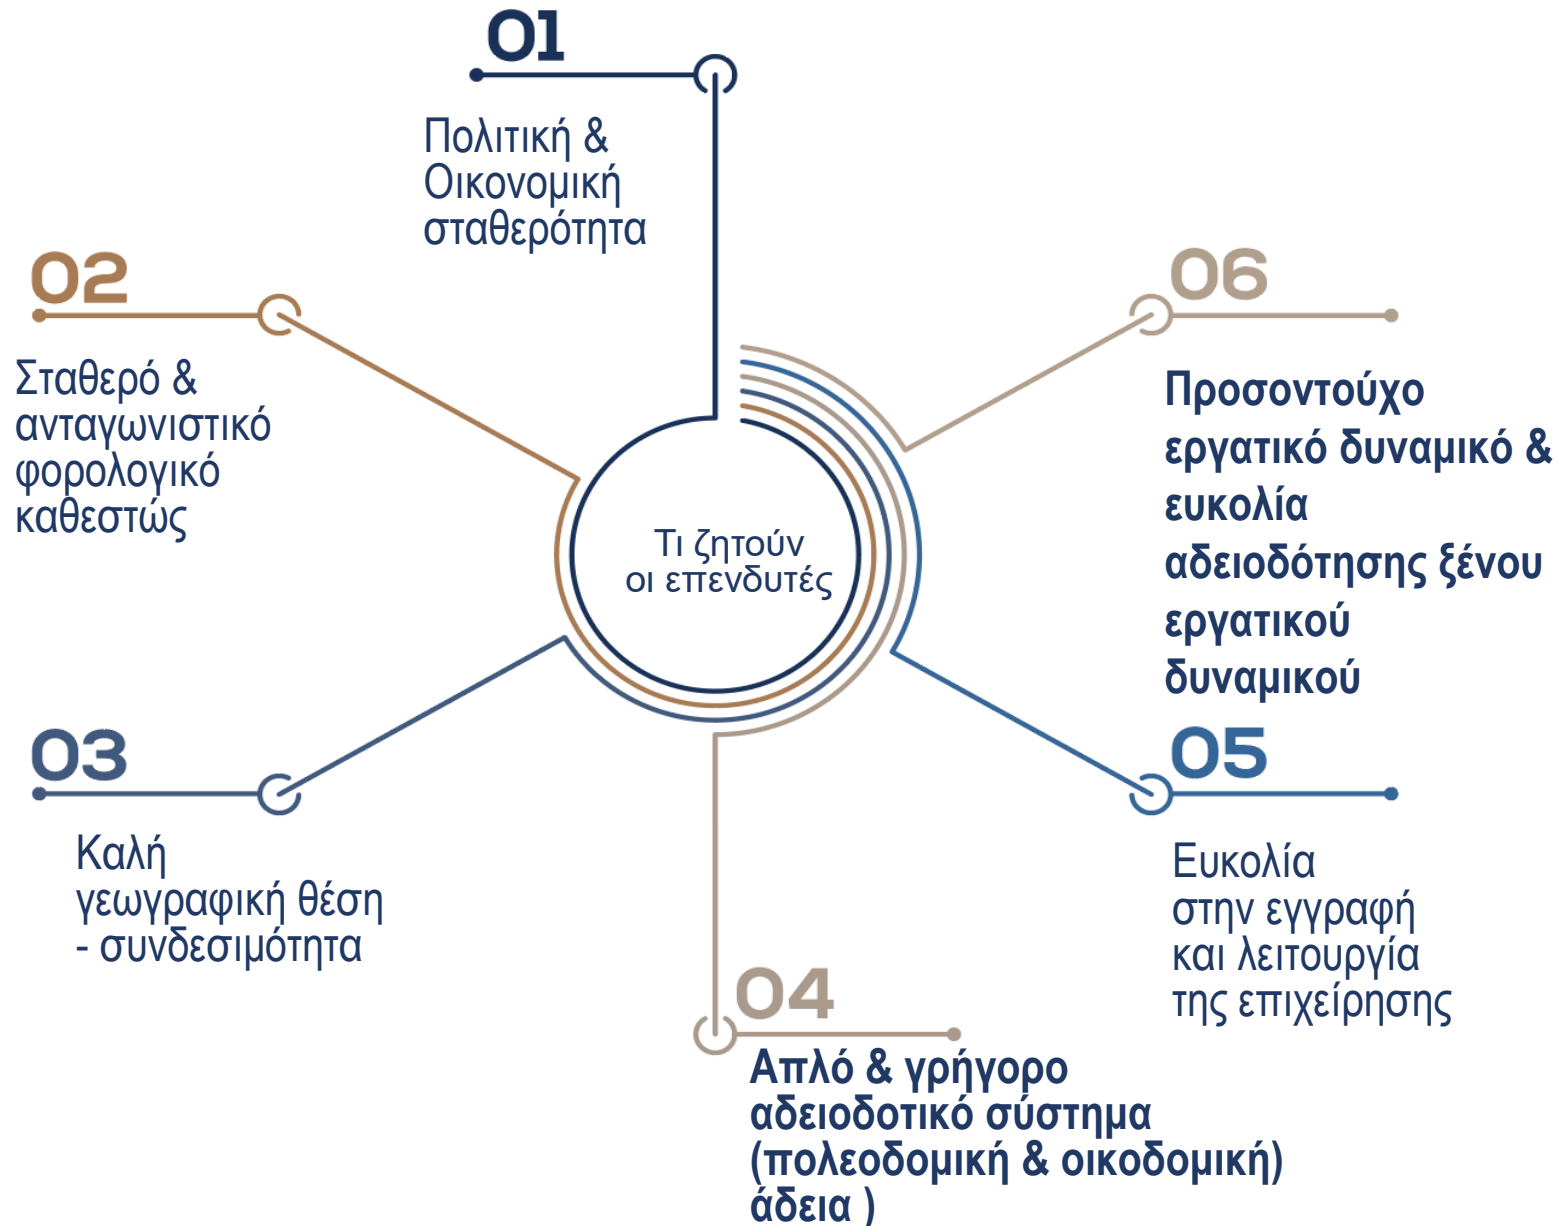 01
Πολιτική &
Οικονομική
σταθερότητα
02
Σταθερό &
ανταγωνιστικό
φορολογικό
καθεστώς
03
Καλή
γεωγραφική θέση
- συνδεσιμότητα
04
Απλό & γρήγορο
αδειοδοτικό σύστημα
(πολεοδομική & οικοδομική)
άδεια )
05
Ευκολία
στην εγγραφή
και λειτουργία
της επιχείρησης
06
Προσοντούχο
εργατικό δυναμικό &
ευκολία
αδειοδότησης ξένου
εργατικού
δυναμικού
Τι ζητούν
οι επενδυτές